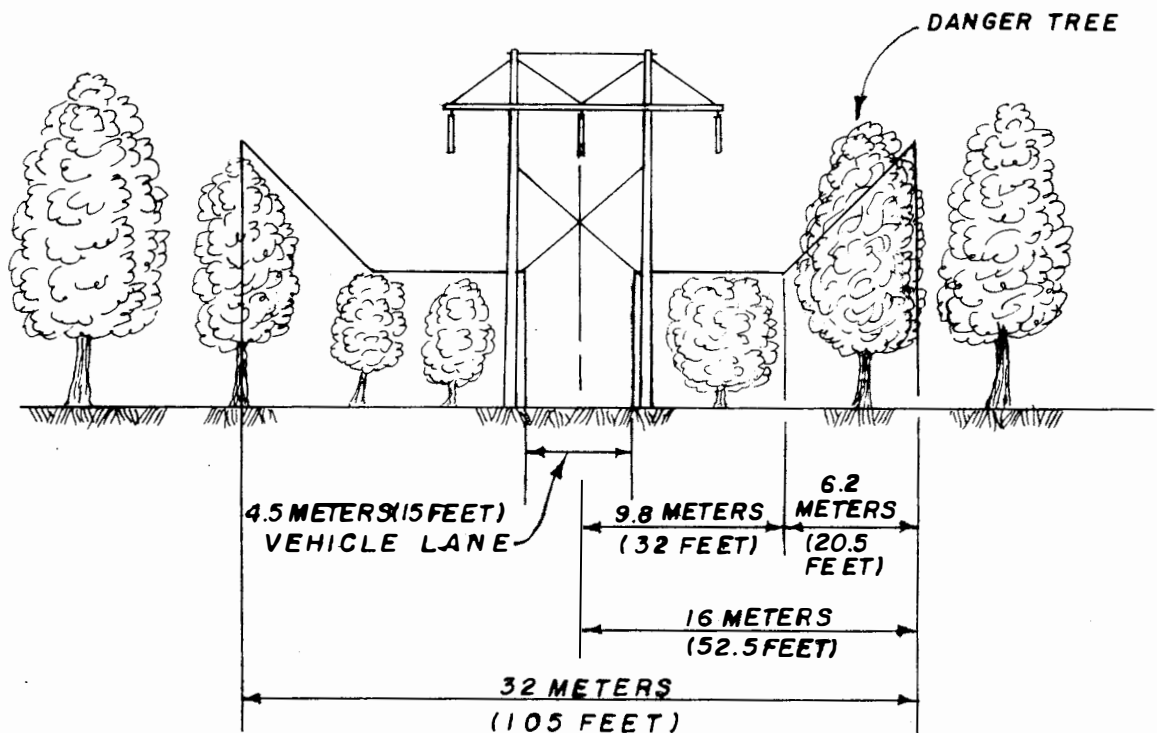 DANGER TREE
4.5 METERS(15 FEET)
VEHICLE LANE
9.8 METERS
(32 FEET)
6.2
METERS
(20.5
FEET)
16 METERS
(52.5 FEET)
32 METERS
(105 FEET)